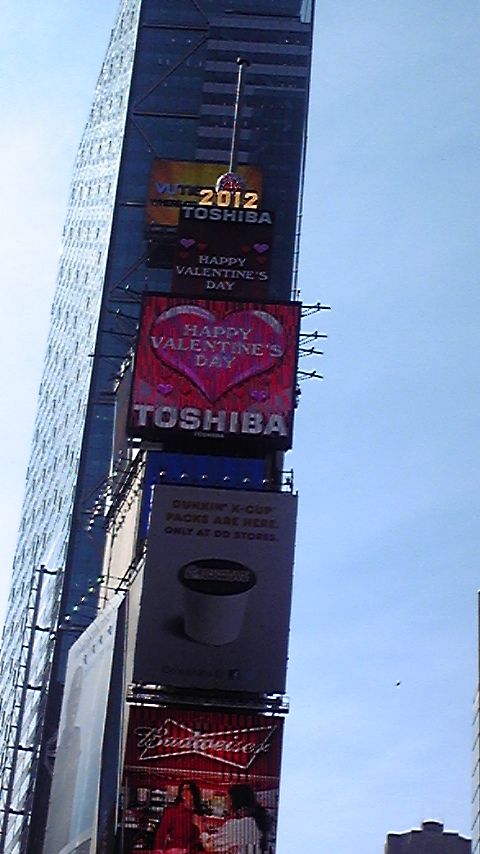 2012
TOSHIBA
HAPPY
VALENTINE'S
DAY
HAPPY
VALENTINE'S
DAY
TOSHIBA
TOSHIBA
DUNKIN' K-CUP
PACKS ARE HERE.
ONLY AT DD STORES.
Budweiser